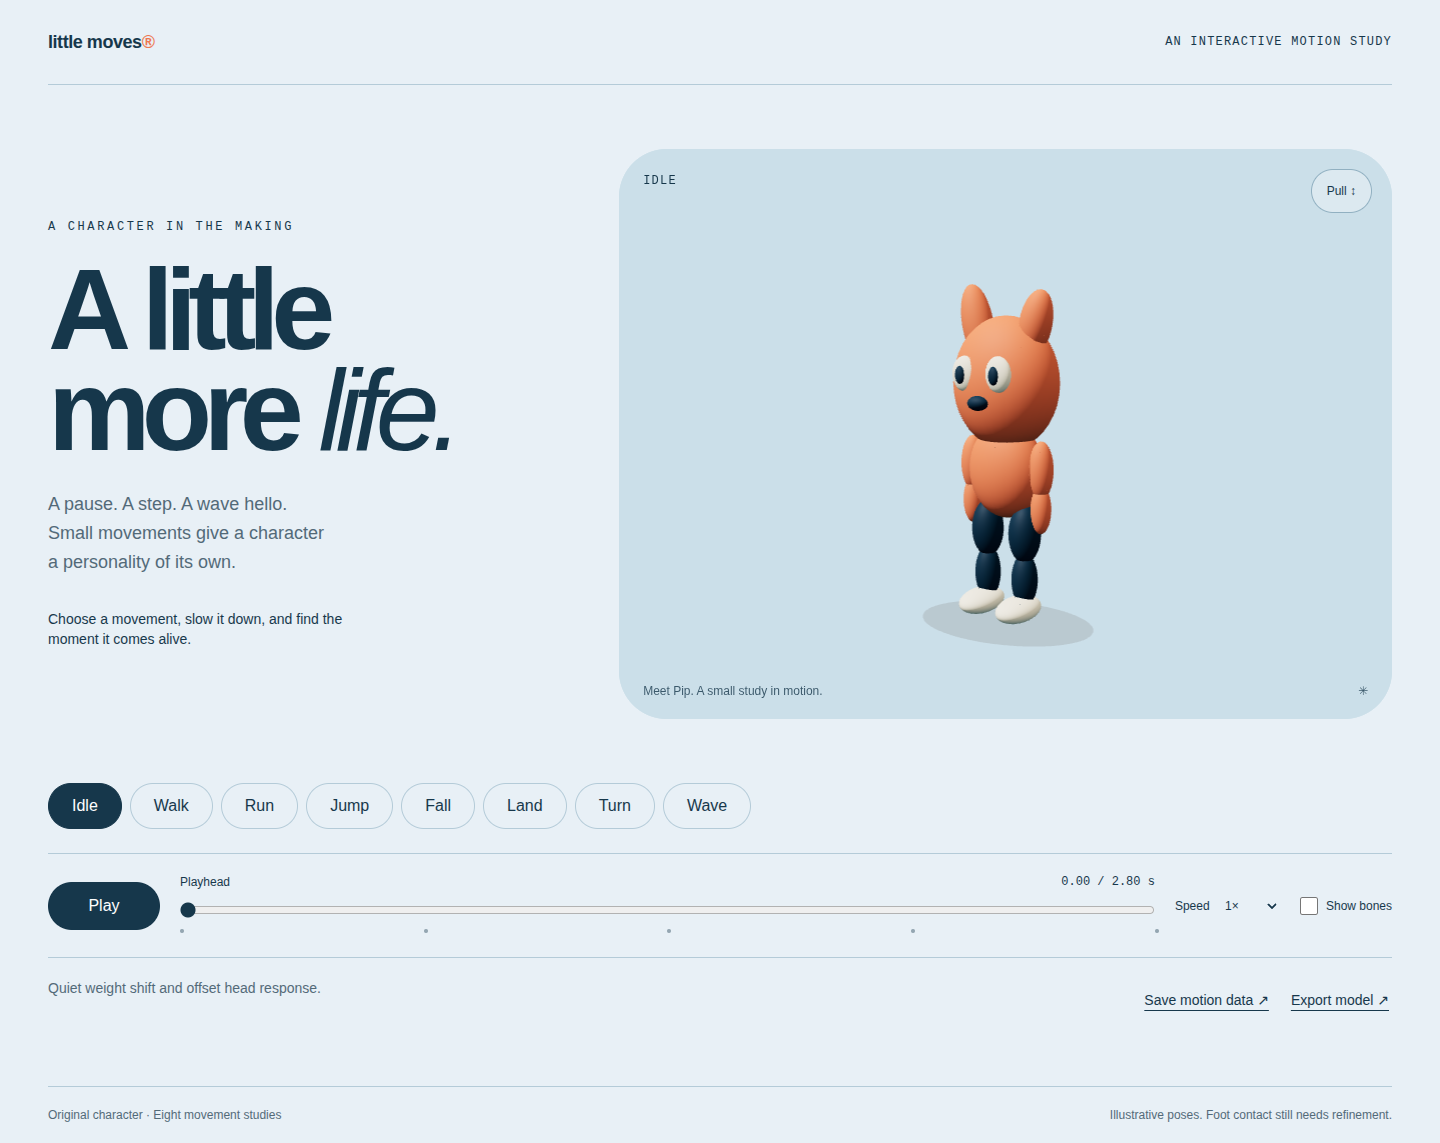 little moves®
AN INTERACTIVE MOTION STUDY
A CHARACTER IN THE MAKING
A little
more life.
A pause. A step. A wave hello.
Small movements give a character
a personality of its own.
Choose a movement, slow it down, and find the
moment it comes alive.
IDLE
Pull ↕
Meet Pip. A small study in motion.
✳
Idle
Walk
Run
Jump
Fall
Land
Turn
Wave
Play
Playhead
0.00 / 2.80 s
Speed
1×
Show bones
Quiet weight shift and offset head response.
Save motion data ↗
Export model ↗
Original character · Eight movement studies
Illustrative poses. Foot contact still needs refinement.